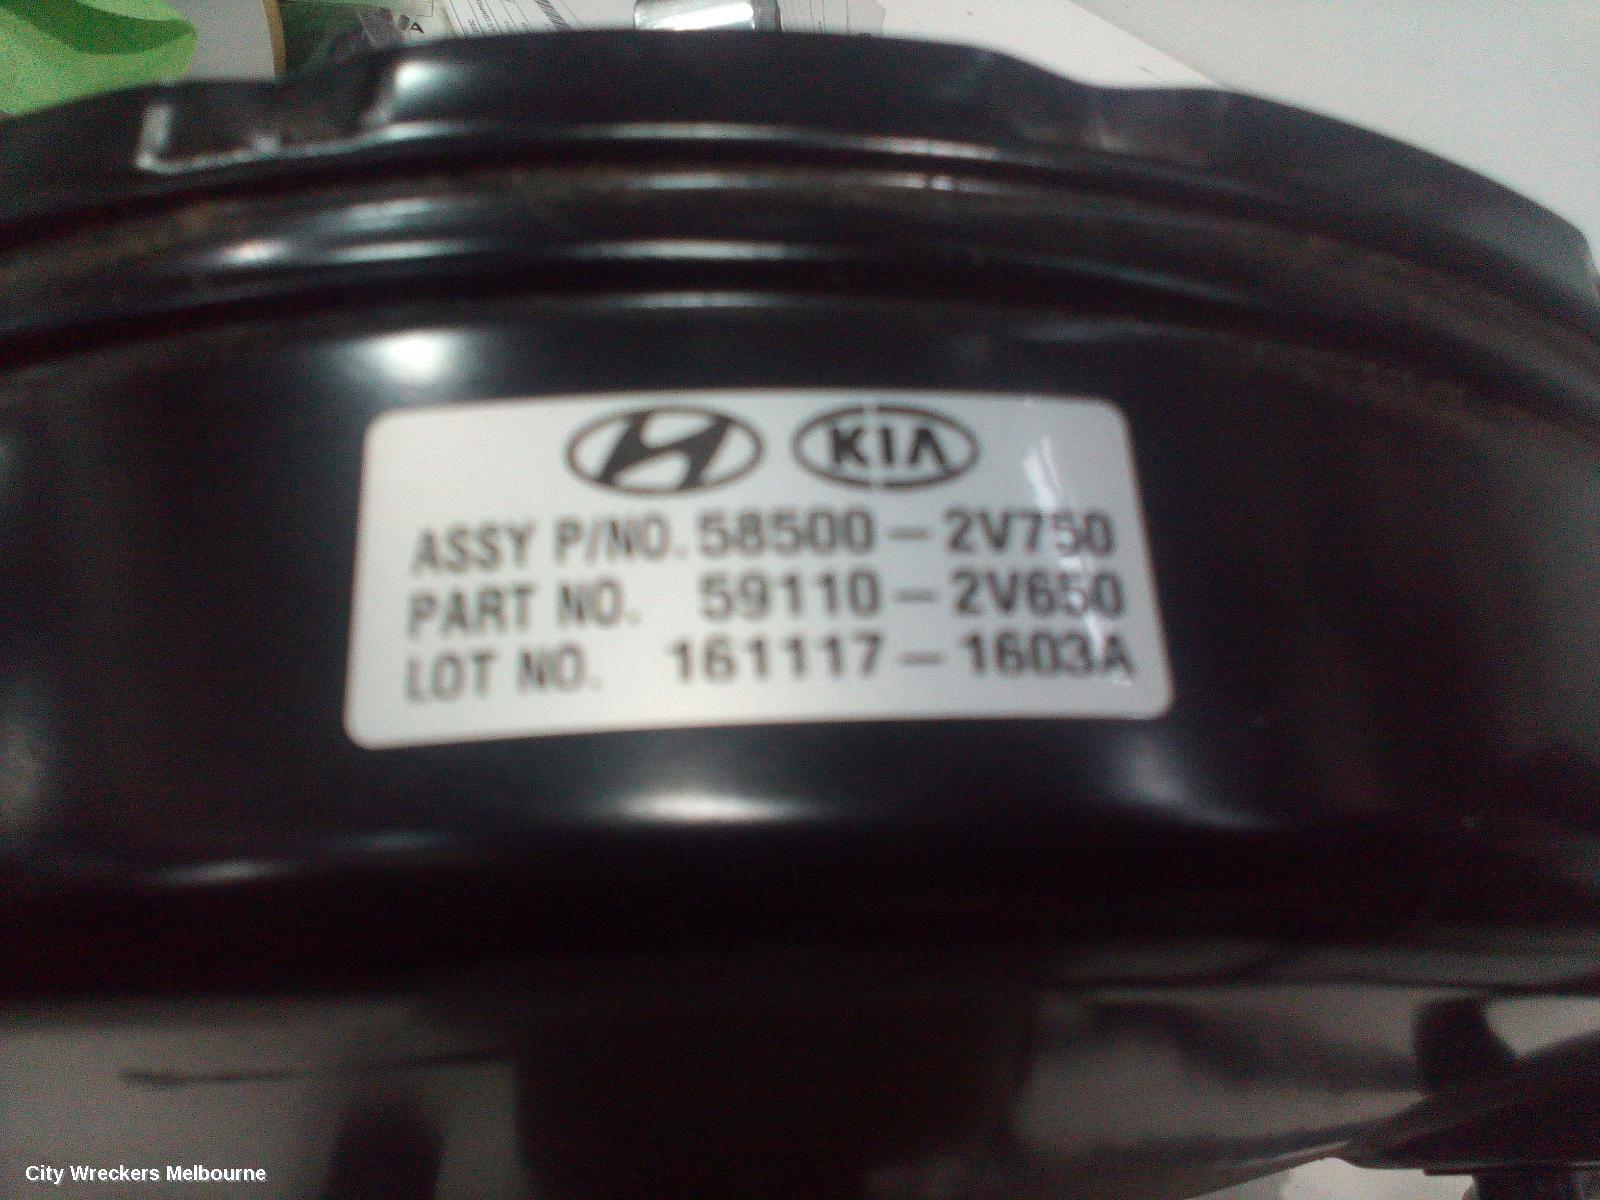 KIA
ASSY P/NO. 58500-2V750
PART NO. 59110-2V650
LOT NO. 161117-1603A
City Wreckers Melbourne